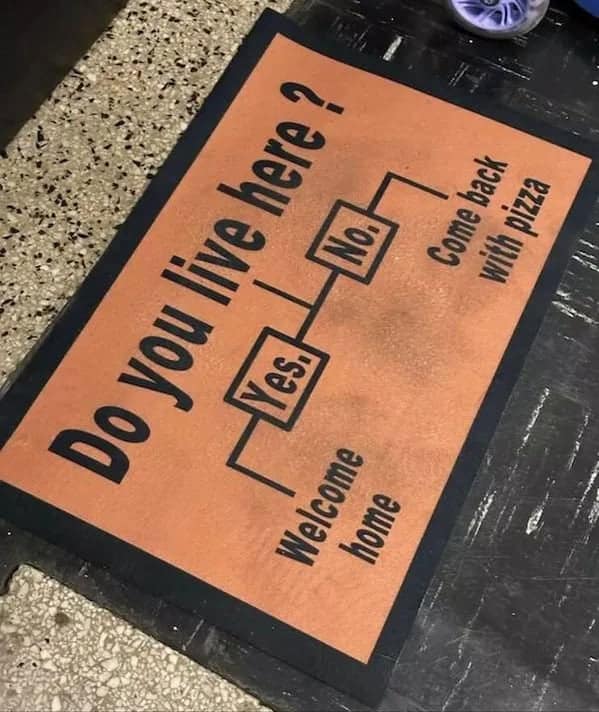 Do you live here ?
Yes. No.
Welcome
home
Come back
with pizza